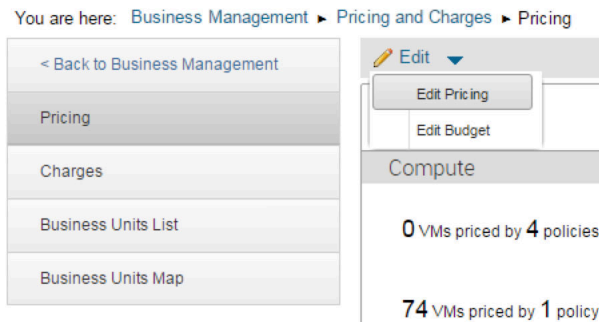 You are here: Business Management ► Pricing and Charges ► Pricing
< Back to Business Management
Pricing
Charges
Business Units List
Business Units Map
Edit
Edit Pricing
Edit Budget
Compute
0 VMs priced by 4 policies
74 VMs priced by 1 policy